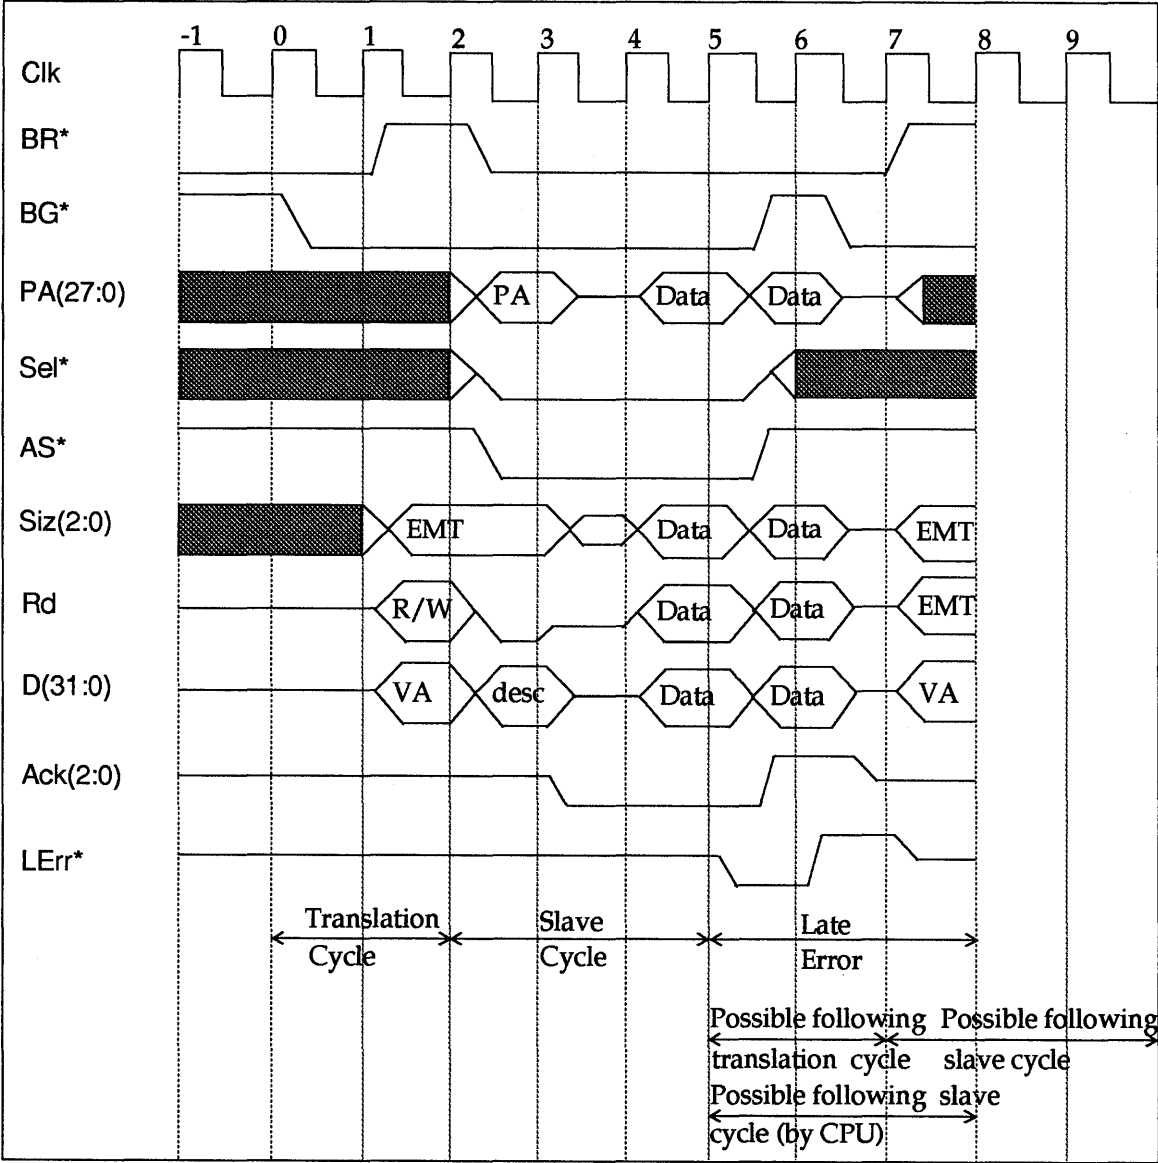 -1 0 1 2 3 4 5 6 7 8 9
Clk
BR*
BG*
PA(27:0) PA Data Data
Sel*
AS*
Siz(2:0) EMT Data Data EMT
Rd R/W Data Data EMT
D(31:0) VA desc Data Data VA
Ack(2:0)
LErr*
Translation Slave Late
Cycle Cycle Error
Possible following Possible following
translation cycle slave cycle
Possible following slave
cycle (by CPU)